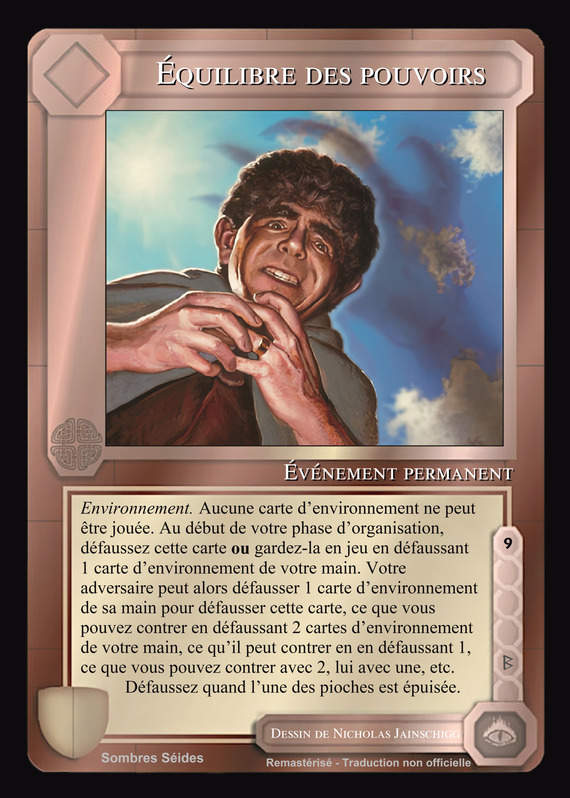 Équilibre des pouvoirs
Événement permanent
Environnement. Aucune carte d’environnement ne peut
être jouée. Au début de votre phase d’organisation,
défaussez cette carte ou gardez-la en jeu en défaussant
1 carte d’environnement de votre main. Votre
adversaire peut alors défausser 1 carte d’environnement
de sa main pour défausser cette carte, ce que vous
pouvez contrer en défaussant 2 cartes d’environnement
de votre main, ce qu’il peut contrer en en défaussant 1,
ce que vous pouvez contrer avec 2, lui avec une, etc.
Défaussez quand l’une des pioches est épuisée.
9
ᛒ
Dessin de Nicholas Jainschigg
Sombres Séides
Remastérisé - Traduction non officielle